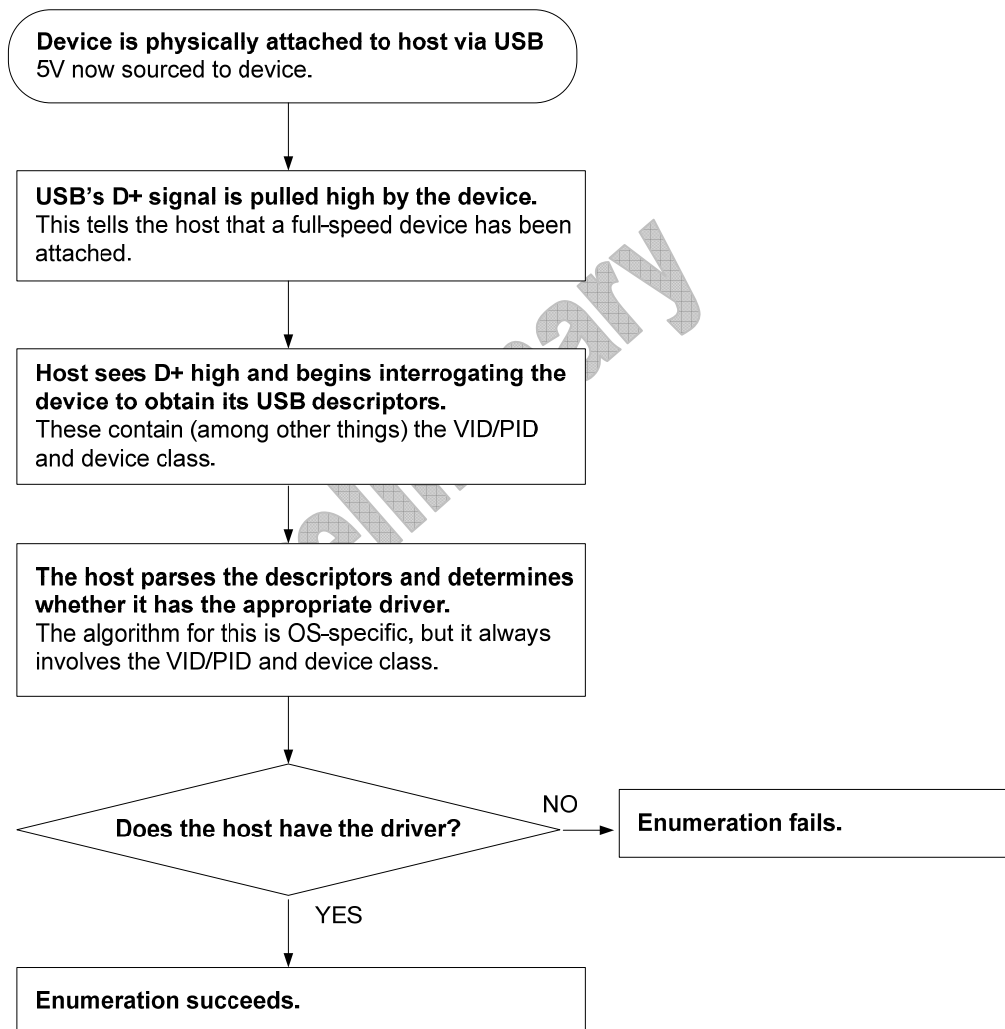 Device is physically attached to host via USB
5V now sourced to device.
USB's D+ signal is pulled high by the device.
This tells the host that a full-speed device has been
attached.
Host sees D+ high and begins interrogating the
device to obtain its USB descriptors.
These contain (among other things) the VID/PID
and device class.
The host parses the descriptors and determines
whether it has the appropriate driver.
The algorithm for this is OS-specific, but it always
involves the VID/PID and device class.
Does the host have the driver?
NO
Enumeration fails.
YES
Enumeration succeeds.